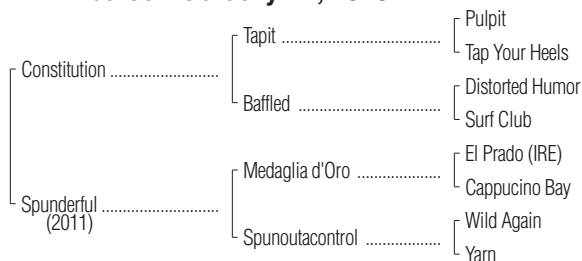 Pulpit
Tapit
Tap Your Heels
Constitution
Distorted Humor
Baffled
Surf Club
El Prado (IRE)
Medaglia d'Oro
Cappucino Bay
Spunderful
(2011)
Wild Again
Spunoutacontrol
Yarn